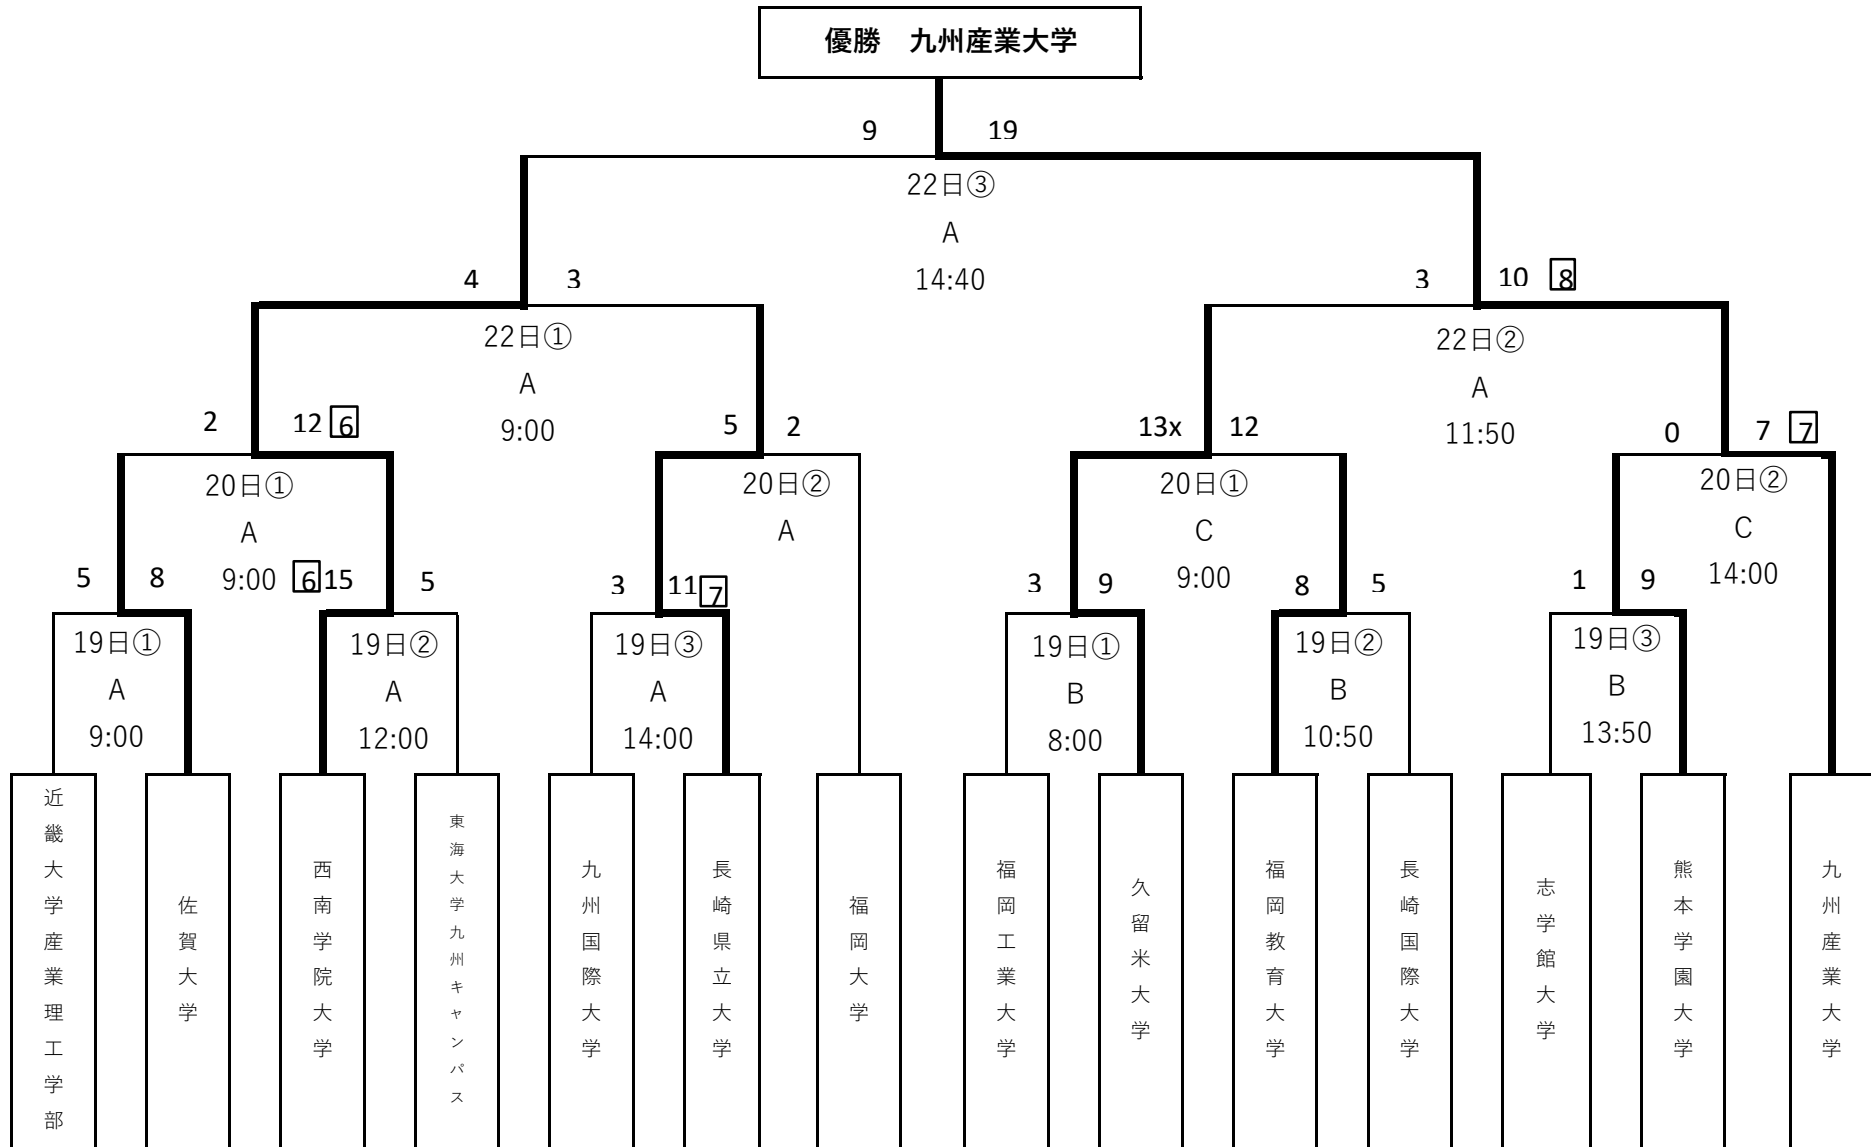 優勝　九州産業大学
9 19
22日③
A
14:40
4 3
3 10 8
22日①
A
9:00
22日②
A
11:50
2 12 6
5 2
13x 12
0 7 7
20日①
A
9:00
20日②
A
20日①
C
9:00
20日②
C
14:00
5 8
6 15 5
3 11 7
3 9
8 5
1 9
19日①
A
9:00
19日②
A
12:00
19日③
A
14:00
19日①
B
8:00
19日②
B
10:50
19日③
B
13:50
近畿大学産業理工学部
佐賀大学
西南学院大学
東海大学九州キャンパス
九州国際大学
長崎県立大学
福岡大学
福岡工業大学
久留米大学
福岡教育大学
長崎国際大学
志学館大学
熊本学園大学
九州産業大学